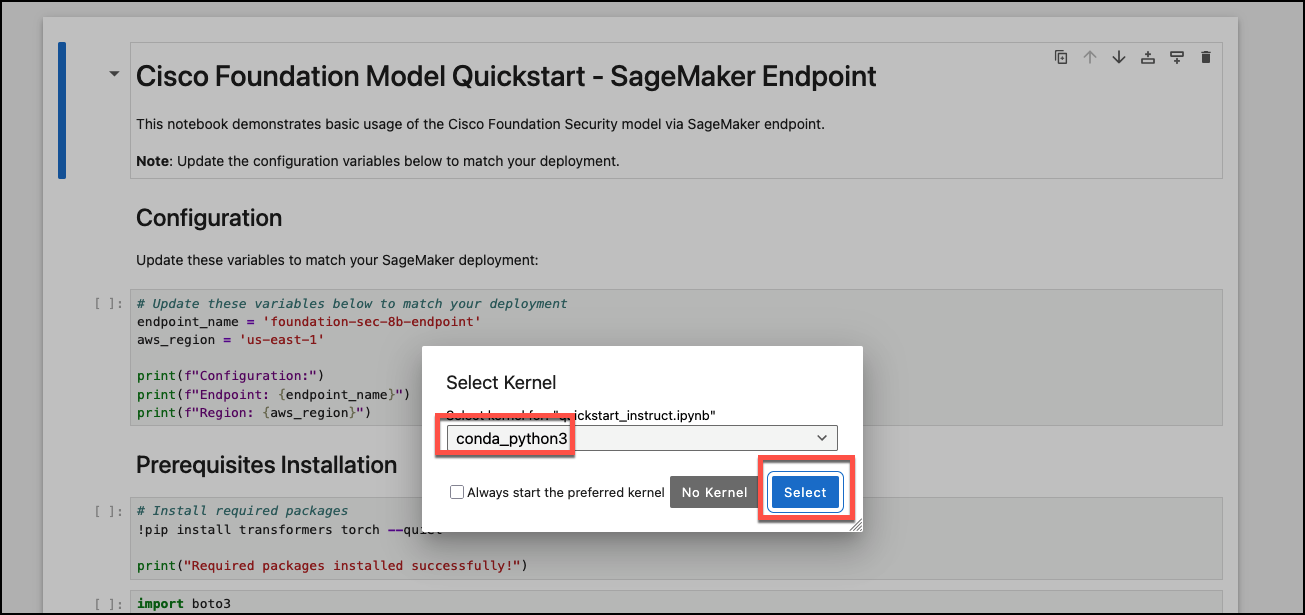 Cisco Foundation Model Quickstart - SageMaker Endpoint
This notebook demonstrates basic usage of the Cisco Foundation Security model via SageMaker endpoint.
Note: Update the configuration variables below to match your deployment.
Configuration
Update these variables to match your SageMaker deployment:
[ ]:
# Update these variables below to match your deployment
endpoint_name = 'foundation-sec-8b-endpoint'
aws_region = 'us-east-1'
print(f"Configuration:")
print(f"Endpoint: {endpoint_name}")
print(f"Region: {aws_region}")
Select Kernel
Select kernel for: "quickstart_instruct.ipynb"
conda_python3
Always start the preferred kernel
No Kernel
Select
Prerequisites Installation
[ ]:
# Install required packages
!pip install transformers torch --quiet
print("Required packages installed successfully!")
[ ]:
import boto3